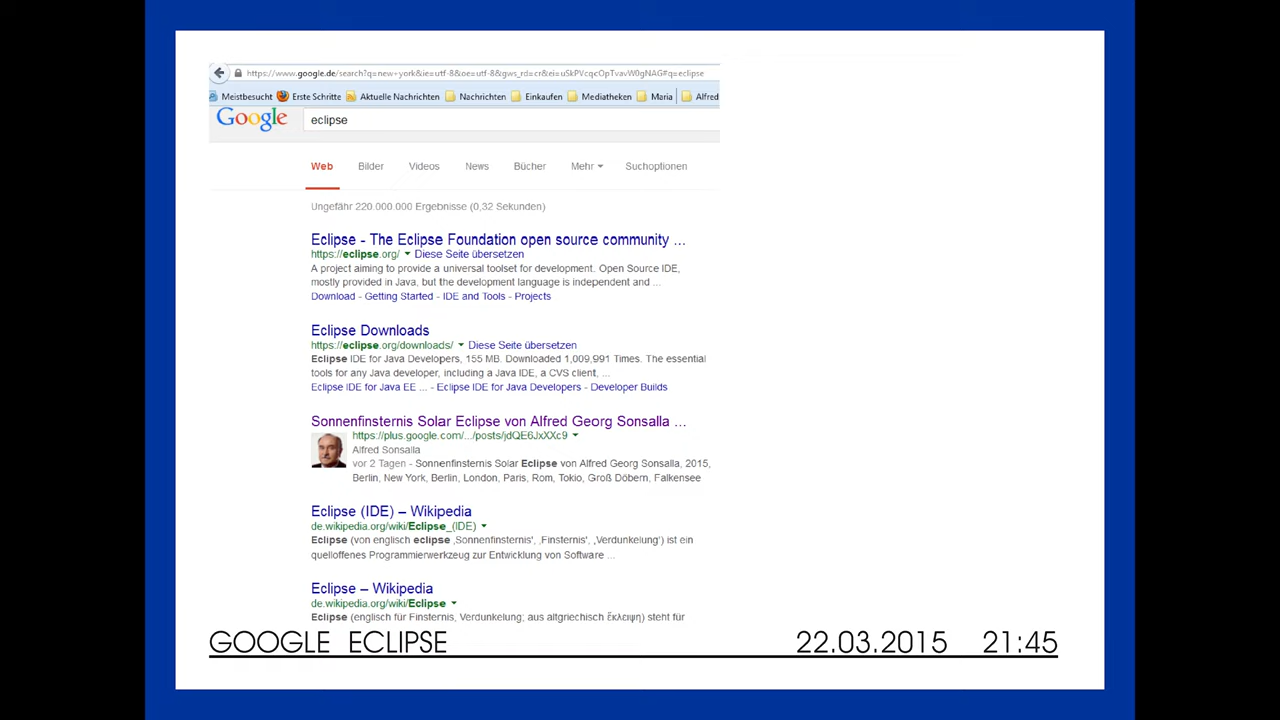 https://www.google.de/search?q=new+york&ie=utf-8&oe=utf-8&gws_rd=cr&ei=uSkPVcqcOpTvavW0gNAG#q=eclipse
Meistbesucht Erste Schritte Aktuelle Nachrichten Nachrichten Einkaufen Mediatheken Maria Alfred
Google eclipse
Web Bilder Videos News Bücher Mehr Suchoptionen
Ungefähr 220.000.000 Ergebnisse (0,32 Sekunden)
Eclipse - The Eclipse Foundation open source community ...
https://eclipse.org/ Diese Seite übersetzen
A project aiming to provide a universal toolset for development. Open Source IDE,
mostly provided in Java, but the development language is independent and ...
Download - Getting Started - IDE and Tools - Projects
Eclipse Downloads
https://eclipse.org/downloads/ Diese Seite übersetzen
Eclipse IDE for Java Developers, 155 MB. Downloaded 1,009,991 Times. The essential
tools for any Java developer, including a Java IDE, a CVS client, ...
Eclipse IDE for Java EE ... - Eclipse IDE for Java Developers - Developer Builds
Sonnenfinsternis Solar Eclipse von Alfred Georg Sonsalla ...
https://plus.google.com/.../posts/jdQE6JxXXc9
Alfred Sonsalla
vor 2 Tagen - Sonnenfinsternis Solar Eclipse von Alfred Georg Sonsalla, 2015,
Berlin, New York, Berlin, London, Paris, Rom, Tokio, Groß Döbern, Falkensee
Eclipse (IDE) – Wikipedia
de.wikipedia.org/wiki/Eclipse_(IDE)
Eclipse (von englisch eclipse ‚Sonnenfinsternis', ‚Finsternis', ‚Verdunkelung') ist ein
quelloffenes Programmierwerkzeug zur Entwicklung von Software ...
Eclipse – Wikipedia
de.wikipedia.org/wiki/Eclipse
Eclipse (englisch für Finsternis, Verdunkelung; aus altgriechisch ἔκλειψη) steht für
GOOGLE ECLIPSE 22.03.2015 21:45